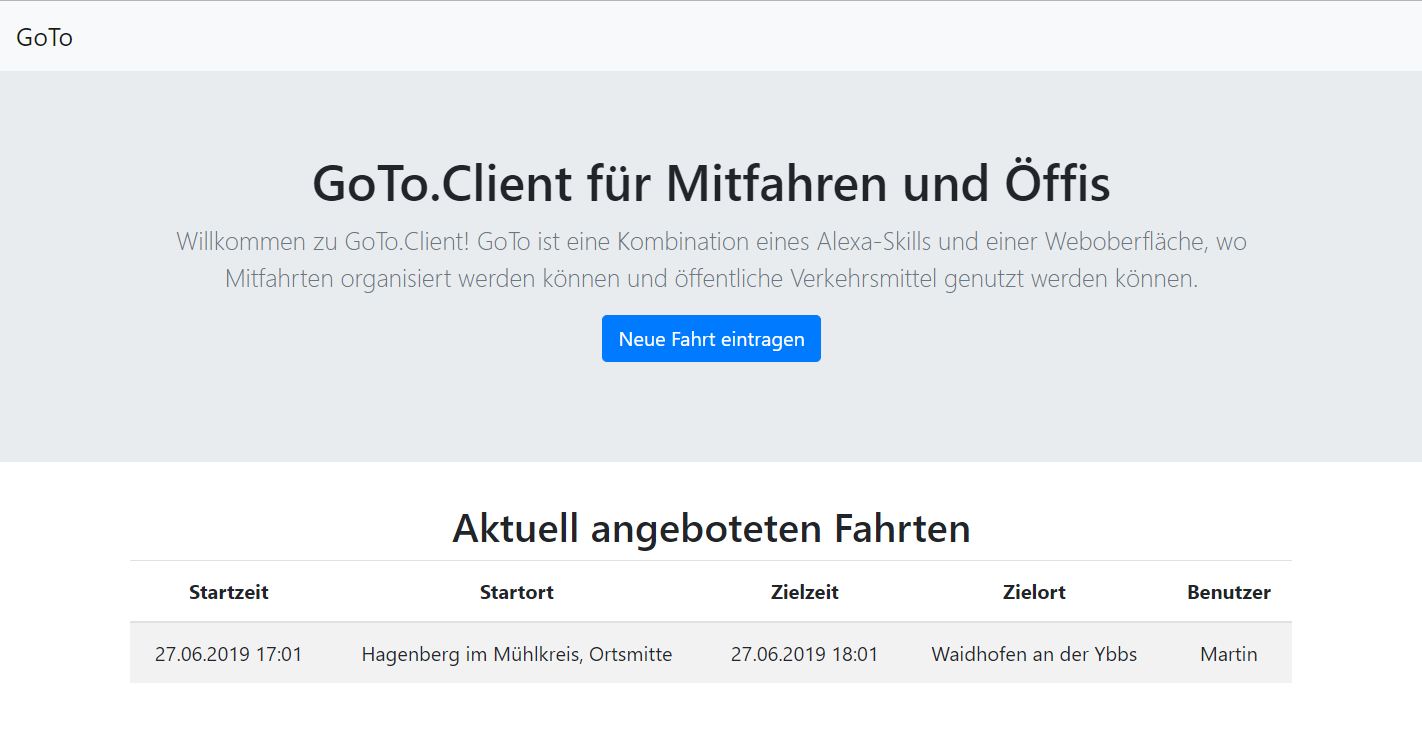 GoTo
GoTo.Client für Mitfahren und Öffis
Willkommen zu GoTo.Client! GoTo ist eine Kombination eines Alexa-Skills und einer Weboberfläche, wo
Mitfahrten organisiert werden können und öffentliche Verkehrsmittel genutzt werden können.
Neue Fahrt eintragen
Aktuell angeboteten Fahrten
Startzeit Startort Zielzeit Zielort Benutzer
27.06.2019 17:01 Hagenberg im Mühlkreis, Ortsmitte 27.06.2019 18:01 Waidhofen an der Ybbs Martin